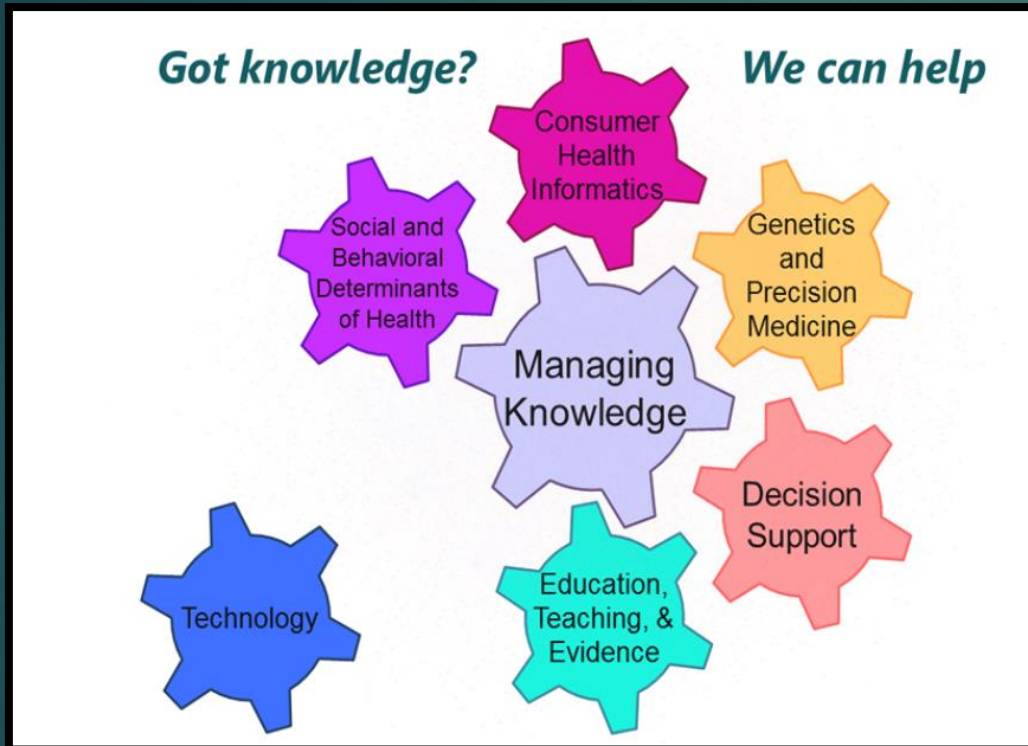 Got knowledge?
We can help
Consumer
Health
Informatics
Social and
Behavioral
Determinants
of Health
Genetics
and
Precision
Medicine
Managing
Knowledge
Decision
Support
Technology
Education,
Teaching, &
Evidence